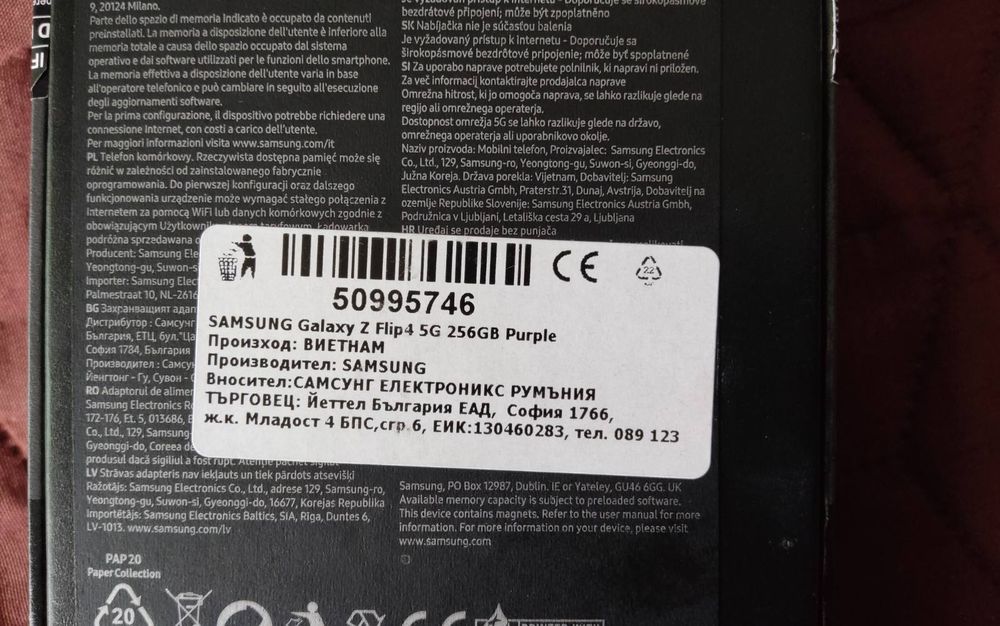 9, 20124 Milano.
Parte dello spazio di memoria indicato è occupato da contenuti
preinstallati. La memoria a disposizione dell'utente è inferiore alla
memoria totale a causa dello spazio occupato dal sistema
operativo e dai software utilizzati per le funzioni dello smartphone.
La memoria effettiva a disposizione dell'utente varia in base
all'operatore telefonico e può cambiare in seguito all'esecuzione
degli aggiornamenti software.
Per la prima configurazione, il dispositivo potrebbe richiedere una
connessione Internet, con costi a carico dell'utente.
Per maggiori informazioni visita www.samsung.com/it
PL Telefon komórkowy. Rzeczywista dostępna pamięć może się
różnić w zależności od zainstalowanego fabrycznie
oprogramowania. Do pierwszej konfiguracji oraz dalszego
funkcjonowania urządzenie może wymagać stałego połączenia z
Internetem za pomocą WiFi lub danych komórkowych zgodnie z
obowiązującym Użytkowni
podróżna sprzedawana o
Producent: Samsung Ele
Yeongtong-gu, Suwon-s
Importer: Samsung Elec
Palmestraat 10, NL-2616
BG Захранващият адап
Дистрибутор : Самсунг
България, ЕТЦ, бул."Ца
София 1784, България
Производител : Самсу
Йенгтонг - Гу, Сувон -
RO Adaptorul de alimer
Samsung Electronics Ro
172-176, Et. 5, 013686, B
Co., Ltd., 129, Samsung-
Gyeonggi-do, Coreea de
produsul dacă sigiliul a fost rupt.
LV Strāvas adapteris nav iekļauts un tiek pārdots atsevišķi
Ražotājs: Samsung Electronics Co., Ltd., adrese 129, Samsung-ro,
Yeongtong-gu, Suwon-si, Gyeonggi-do, 16677, Korejas Republika
Importētājs: Samsung Electronics Baltics, SIA, Rīga, Duntes 6,
LV-1013. www.samsung.com/lv
PAP 20
Paper Collection
20
bezdrátové připojení; může být zpoplatněno
SK Nabíjačka nie je súčasťou balenia
Je vyžadovaný prístup k internetu - Doporučuje sa
širokopásmové bezdrôtové pripojenie; môže byť spoplatnené
SI Za uporabo naprave potrebujete polnilnik, ki napravi ni priložen.
Za več informacij kontaktirajte prodajalca naprave
Omrežna hitrost, ki jo omogoča naprava, se lahko razlikuje glede na
regijo ali omrežnega operaterja.
Dostopnost omrežja 5G se lahko razlikuje glede na državo,
omrežnega operaterja ali uporabnikovo okolje.
Naziv proizvoda: Mobilni telefon, Proizvajalec: Samsung Electronics
Co., Ltd., 129, Samsung-ro, Yeongtong-gu, Suwon-si, Gyeonggi-do,
Južna Koreja. Država porekla: Vijetnam, Dobavitelj: Samsung
Electronics Austria Gmbh, Praterstr.31, Dunaj, Avstrija, Dobavitelj na
ozemlje Republike Slovenije: Samsung Electronics Austria Gmbh,
Podružnica v Ljubljani, Letališka cesta 29 a, Ljubljana
HR Uređaj se prodaje bez punjača
CE
22
50995746
SAMSUNG Galaxy Z Flip4 5G 256GB Purple
Произход: ВИЕТНАМ
Производител: SAMSUNG
Вносител:САМСУНГ ЕЛЕКТРОНИКС РУМЪНИЯ
ТЪРГОВЕЦ: Йеттел България ЕАД, София 1766,
ж.к. Младост 4 БПС,сгр.6, ЕИК:130460283, тел. 089 123
Samsung, PO Box 12987, Dublin. IE or Yateley, GU46 6GG. UK
Available memory capacity is subject to preloaded software.
This device contains magnets. Refer to the user manual for more
information. For more information on your device, please visit
www.samsung.com